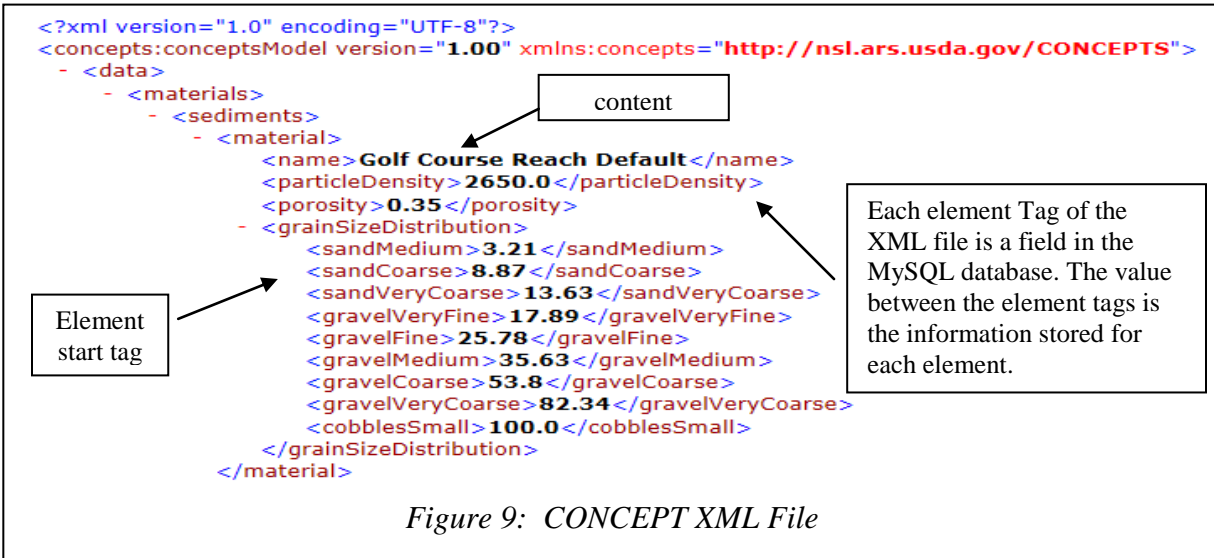 <?xml version="1.0" encoding="UTF-8"?>
<concepts:conceptsModel version="1.00" xmlns:concepts="http://nsl.ars.usda.gov/CONCEPTS">
- <data>
- <materials>
- <sediments>
- <material>
content
<name>Golf Course Reach Default</name>
<particleDensity>2650.0</particleDensity>
<porosity>0.35</porosity>
- <grainSizeDistribution>
<sandMedium>3.21</sandMedium>
<sandCoarse>8.87</sandCoarse>
<sandVeryCoarse>13.63</sandVeryCoarse>
<gravelVeryFine>17.89</gravelVeryFine>
<gravelFine>25.78</gravelFine>
<gravelMedium>35.63</gravelMedium>
<gravelCoarse>53.8</gravelCoarse>
<gravelVeryCoarse>82.34</gravelVeryCoarse>
<cobblesSmall>100.0</cobblesSmall>
</grainSizeDistribution>
</material>
Element
start tag
Each element Tag of the
XML file is a field in the
MySQL database. The value
between the element tags is
the information stored for
each element.
Figure 9: CONCEPT XML File